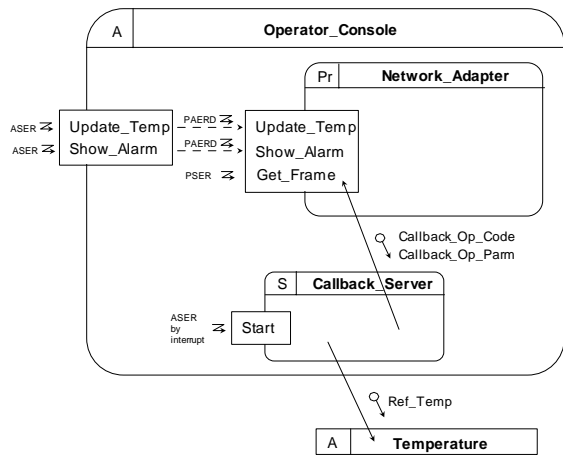 A Operator_Console
Pr Network_Adapter
ASER Update_Temp PAERD Update_Temp
ASER Show_Alarm PAERD Show_Alarm
PSER Get_Frame
Callback_Op_Code
Callback_Op_Parm
S Callback_Server
ASER
by
interrupt
Start
Ref_Temp
A Temperature